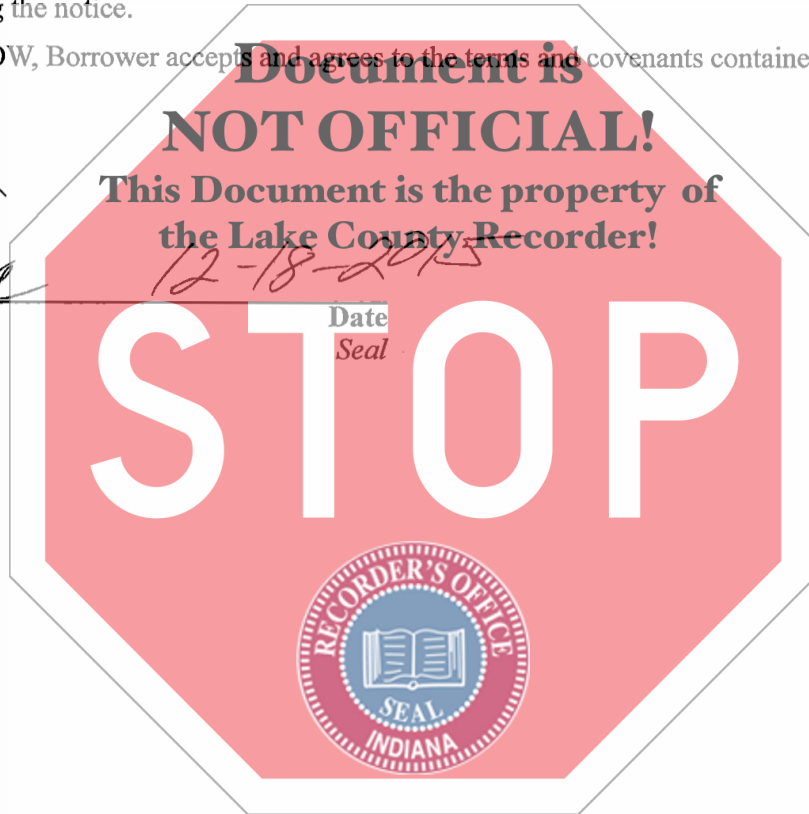 the notice.
OW, Borrower accepts and agrees to the terms and covenants containe
Document is
NOT OFFICIAL!
This Document is the property of
the Lake County Recorder!
12-18-2015
Date
Seal
STOP
RECORDER'S OFFICE
SEAL
INDIANA